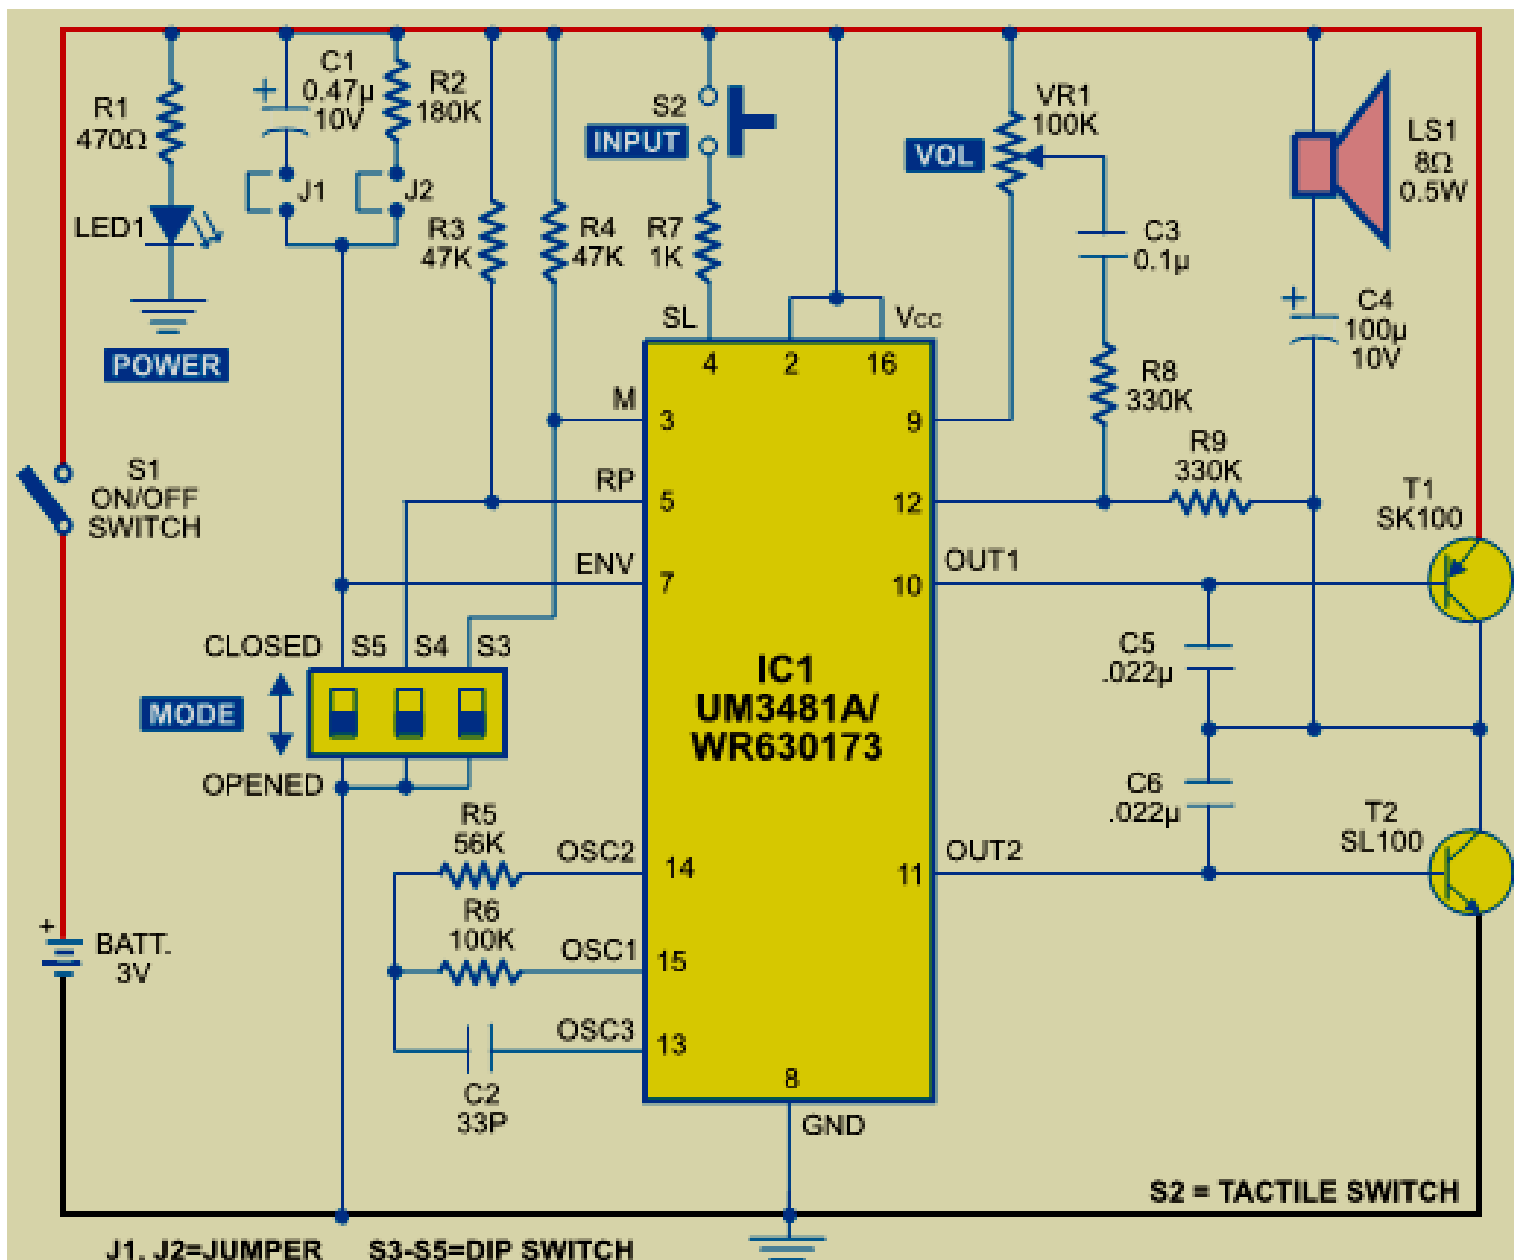 R1
470Ω
LED1
POWER
C1
0.47µ
10V
+
R2
180K
J1
J2
R3
47K
R4
47K
S2
INPUT
R7
1K
SL
VCC
VR1
100K
VOL
C3
0.1µ
R8
330K
R9
330K
LS1
8Ω
0.5W
+
C4
100µ
10V
T1
SK100
S1
ON/OFF
SWITCH
M
RP
ENV
4
2
16
3
5
7
9
12
10
OUT1
CLOSED
S5
S4
S3
MODE
OPENED
IC1
UM3481A/
WR630173
C5
.022µ
C6
.022µ
T2
SL100
R5
56K
OSC2
14
11
OUT2
R6
100K
OSC1
15
OSC3
13
C2
33P
8
GND
+
BATT.
3V
S2 = TACTILE SWITCH
J1, J2=JUMPER
S3-S5=DIP SWITCH